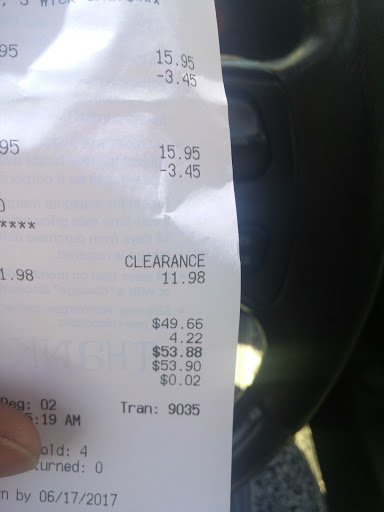 95 15.95
-3.45
95 15.95
-3.45
****
CLEARANCE
1.98 11.98
$49.66
4.22
$53.88
$53.90
$0.02
Reg: 02 Tran: 9035
5:19 AM
old: 4
turned: 0
n by 06/17/2017